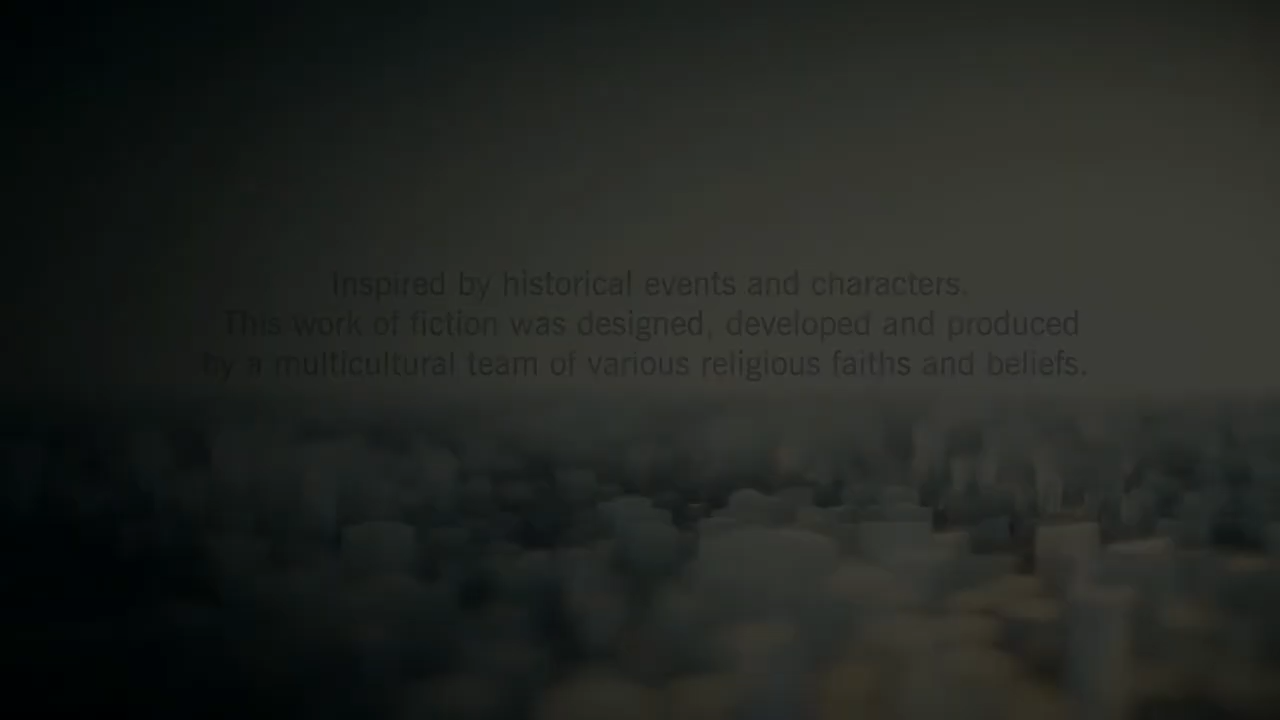 Inspired by historical events and characters.
This work of fiction was designed, developed and produced
by a multicultural team of various religious faiths and beliefs.